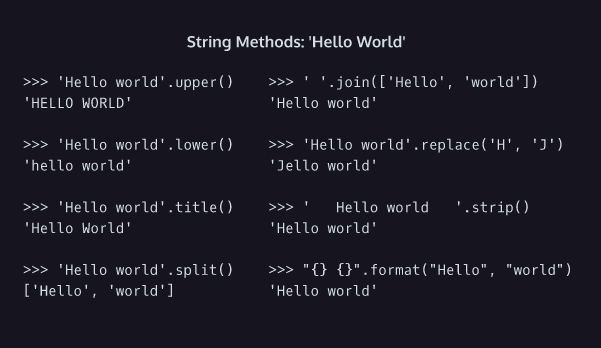 String Methods: 'Hello World'
>>> 'Hello world'.upper()
'HELLO WORLD'
>>> 'Hello world'.lower()
'hello world'
>>> 'Hello world'.title()
'Hello World'
>>> 'Hello world'.split()
['Hello', 'world']
>>> ' '.join(['Hello', 'world'])
'Hello world'
>>> 'Hello world'.replace('H', 'J')
'Jello world'
>>> '   Hello world   '.strip()
'Hello world'
>>> "{} {}".format("Hello", "world")
'Hello world'